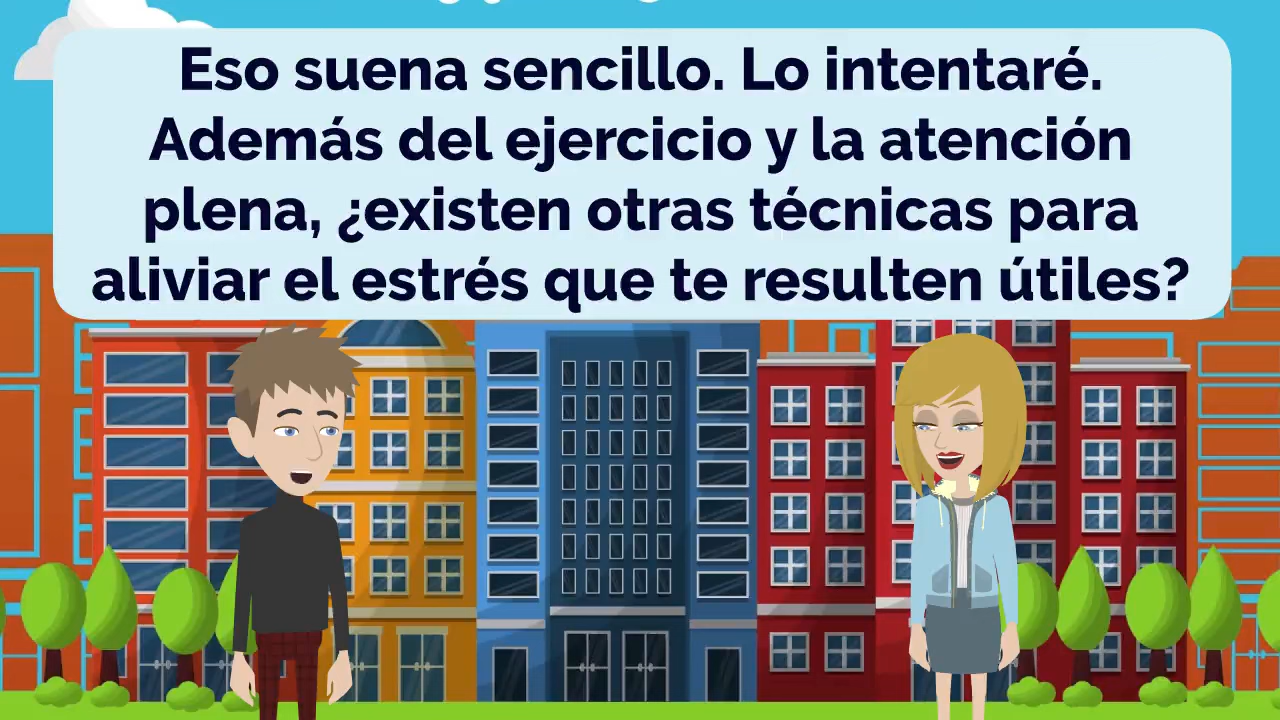 Eso suena sencillo. Lo intentaré.
Además del ejercicio y la atención
plena, ¿existen otras técnicas para
aliviar el estrés que te resulten útiles?